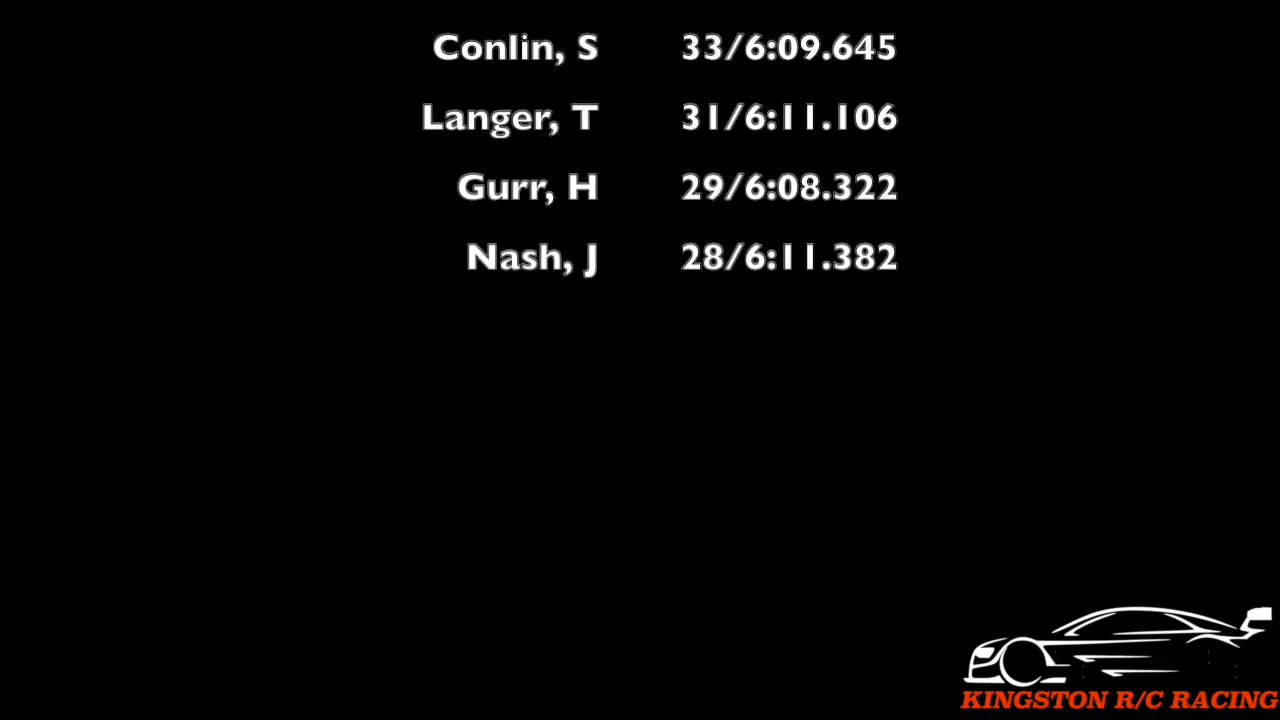 Conlin, S 33/6:09.645
Langer, T 31/6:11.106
Gurr, H 29/6:08.322
Nash, J 28/6:11.382
KINGSTON R/C RACING